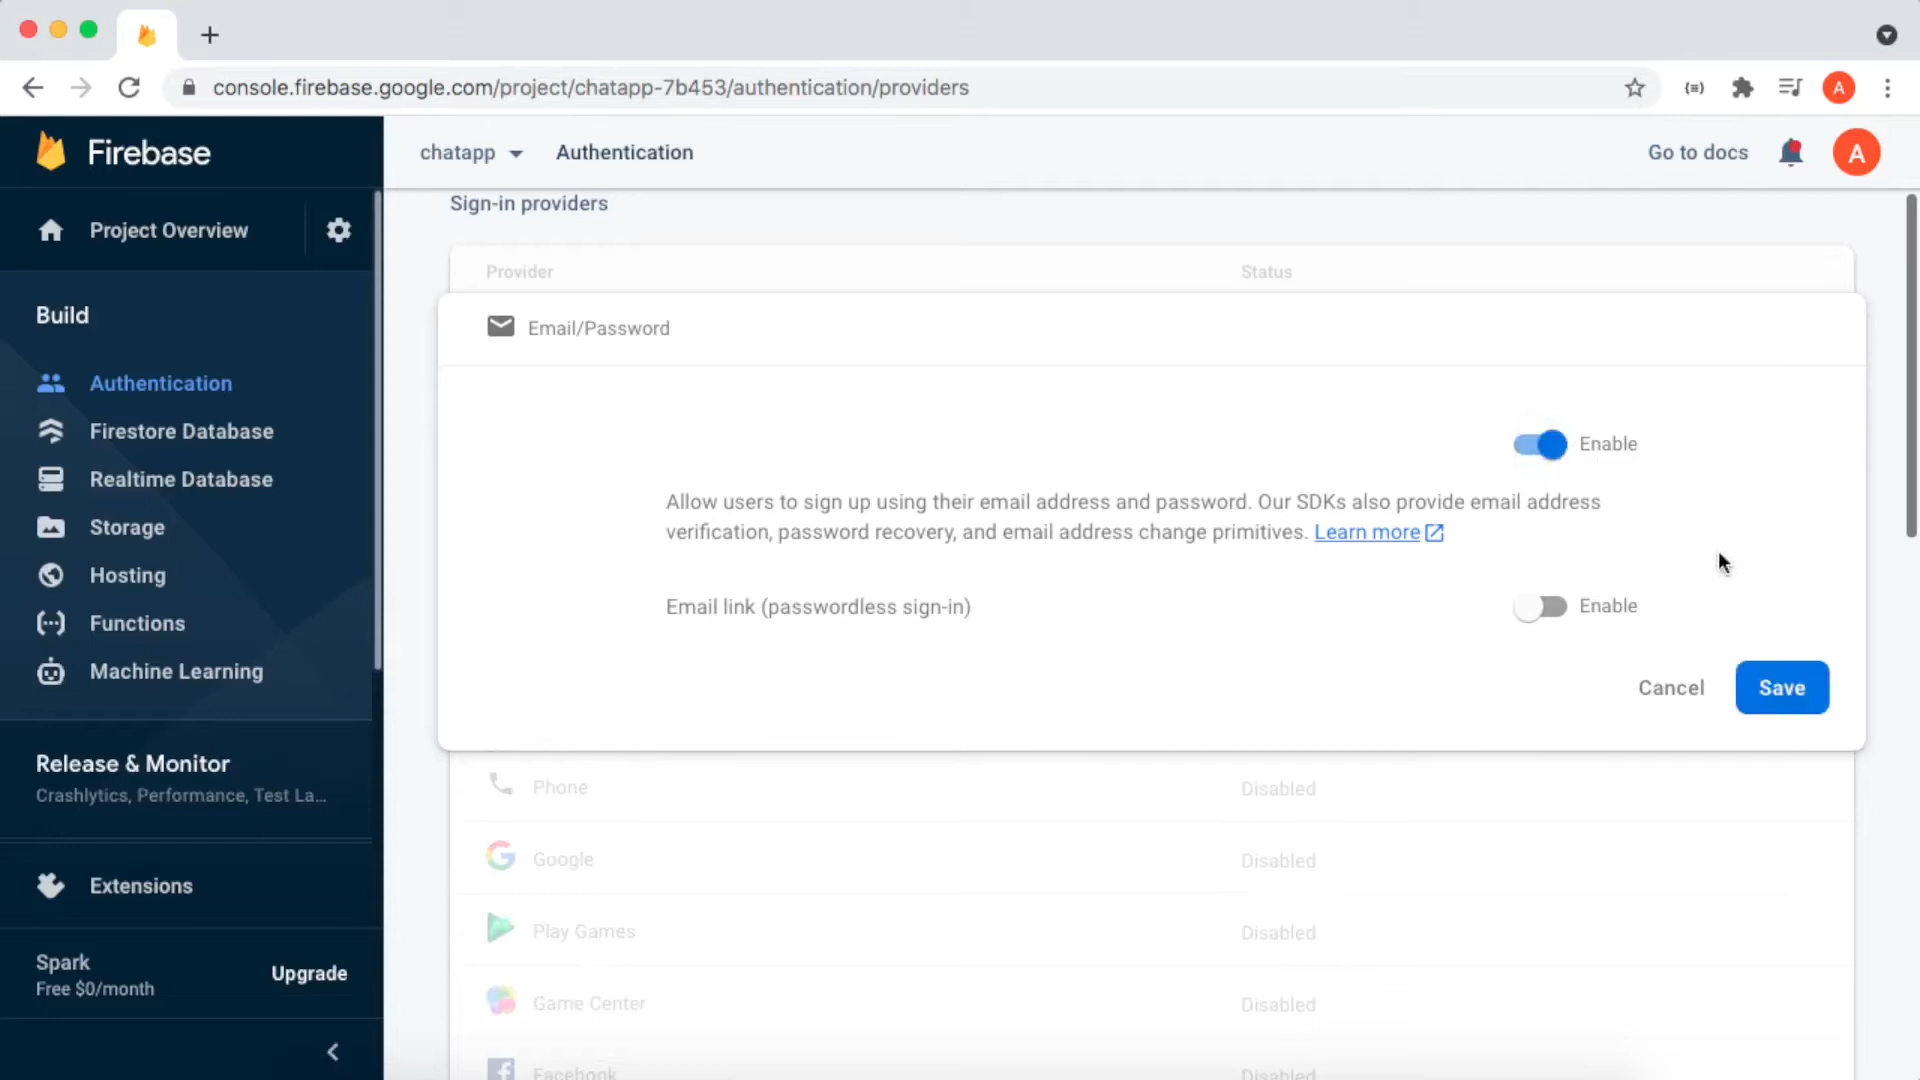 console.firebase.google.com/project/chatapp-7b453/authentication/providers
A
Firebase
chatapp
Authentication
Go to docs
A
Project Overview
Build
Authentication
Firestore Database
Realtime Database
Storage
Hosting
Functions
Machine Learning
Release & Monitor
Crashlytics, Performance, Test La...
Extensions
Spark
Free $0/month
Upgrade
Sign-in providers
Provider Status
Email/Password
Enable
Allow users to sign up using their email address and password. Our SDKs also provide email address
verification, password recovery, and email address change primitives. Learn more
Email link (passwordless sign-in) Enable
Cancel Save
Phone Disabled
Google Disabled
Play Games Disabled
Game Center Disabled
Facebook Disabled